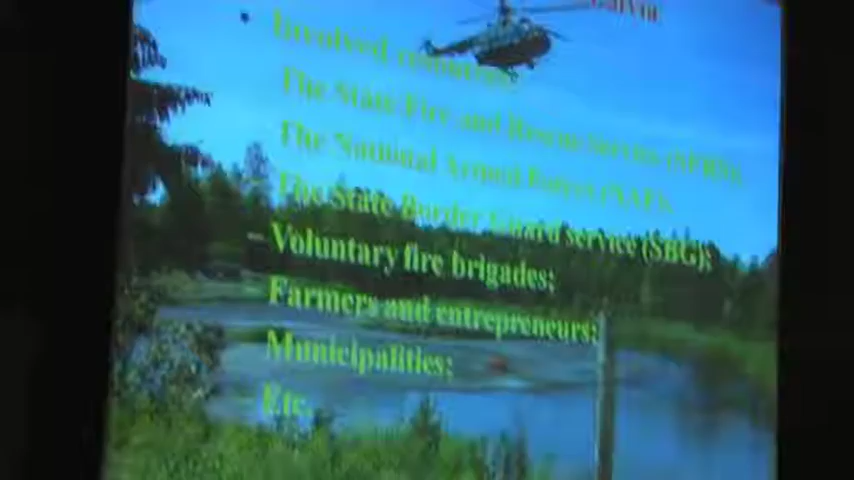 Involved resources:
The State Fire and Rescue Service (SFRS);
The National Armed Forces (NAF);
The State Border Guard service (SBG);
– Voluntary fire brigades;
Farmers and entrepreneurs;
Municipalities;
Etc.